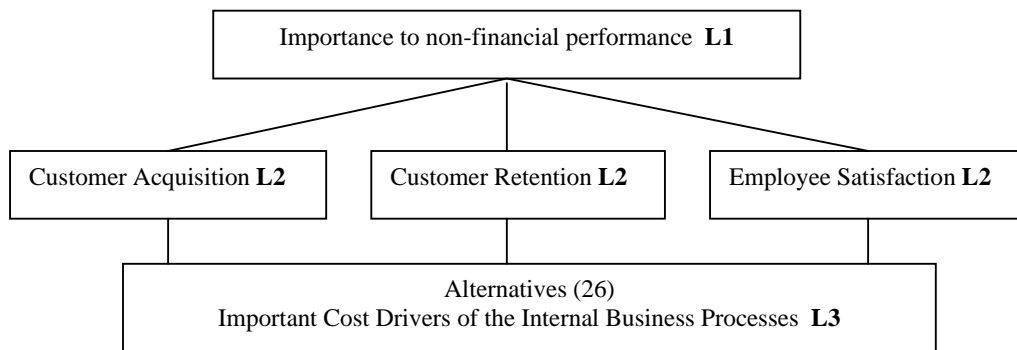 Importance to non-financial performance L1
Customer Acquisition L2
Customer Retention L2
Employee Satisfaction L2
Alternatives (26)
Important Cost Drivers of the Internal Business Processes L3